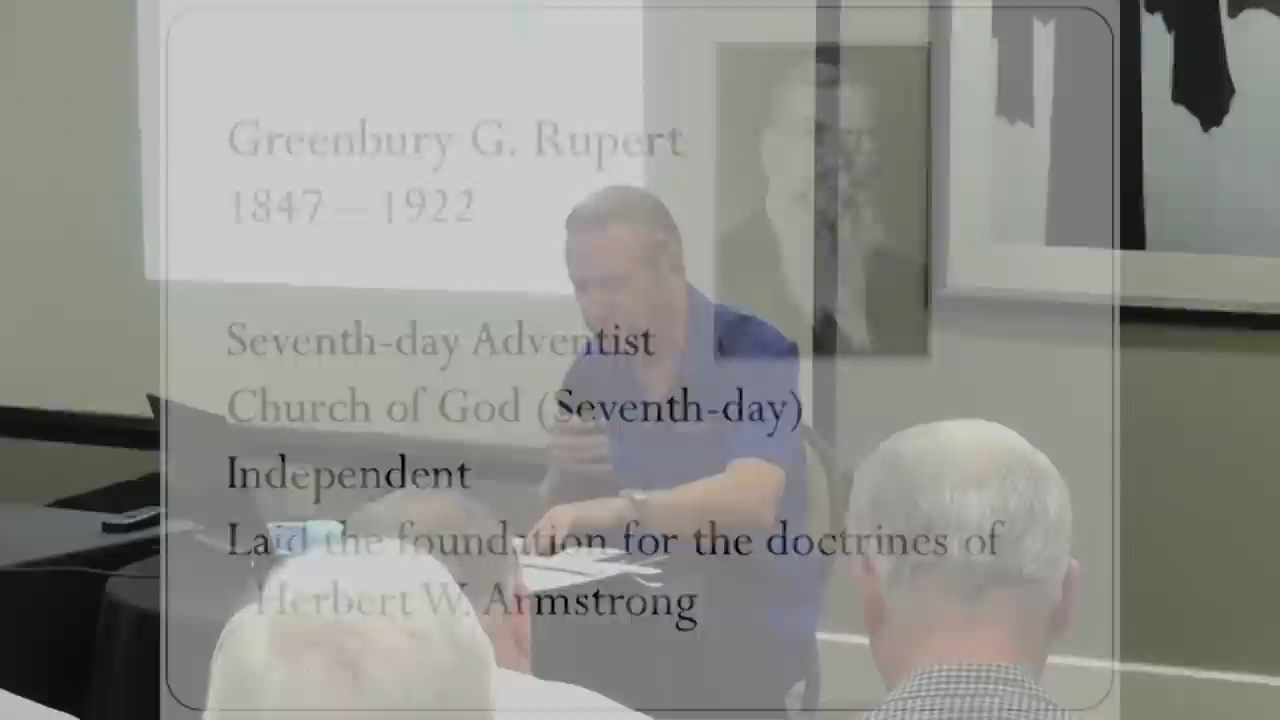 Greenbury G. Rupert
1847 – 1922
Seventh-day Adventist
Church of God (Seventh-day)
Independent
Laid the foundation for the doctrines of
Herbert W. Armstrong